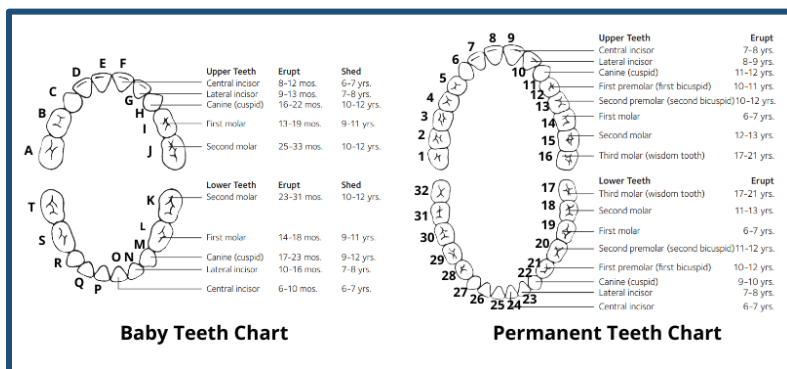 E F
D
C
G
H
B
I
A
J
Upper Teeth Erupt Shed
Central incisor 8–12 mos. 6–7 yrs.
Lateral incisor 9–13 mos. 7–8 yrs.
Canine (cuspid) 16–22 mos. 10–12 yrs.
First molar 13–19 mos. 9–11 yrs.
Second molar 25–33 mos. 10–12 yrs.
T
K
S
L
R
M
Q
P
O N
Lower Teeth Erupt Shed
Second molar 23–31 mos. 10–12 yrs.
First molar 14–18 mos. 9–11 yrs.
Canine (cuspid) 17–23 mos. 9–12 yrs.
Lateral incisor 10–16 mos. 7–8 yrs.
Central incisor 6–10 mos. 6–7 yrs.
Baby Teeth Chart
8 9
7
6
10
5
11
4
12
13
3
14
2
15
1
16
Upper Teeth Erupt
Central incisor 7–8 yrs.
Lateral incisor 8–9 yrs.
Canine (cuspid) 11–12 yrs.
First premolar (first bicuspid) 10–11 yrs.
Second premolar (second bicuspid) 10–12 yrs.
First molar 6–7 yrs.
Second molar 12-13 yrs.
Third molar (wisdom tooth) 17–21 yrs.
32
17
31
18
30
19
29
20
28
21
27
22
26
25 24
23
Lower Teeth Erupt
Third molar (wisdom tooth) 17–21 yrs.
Second molar 11–13 yrs.
First molar 6–7 yrs.
Second premolar (second bicuspid) 11–12 yrs.
First premolar (first bicuspid) 10–12 yrs.
Canine (cuspid) 9–10 yrs.
Lateral incisor 7–8 yrs.
Central incisor 6–7 yrs.
Permanent Teeth Chart